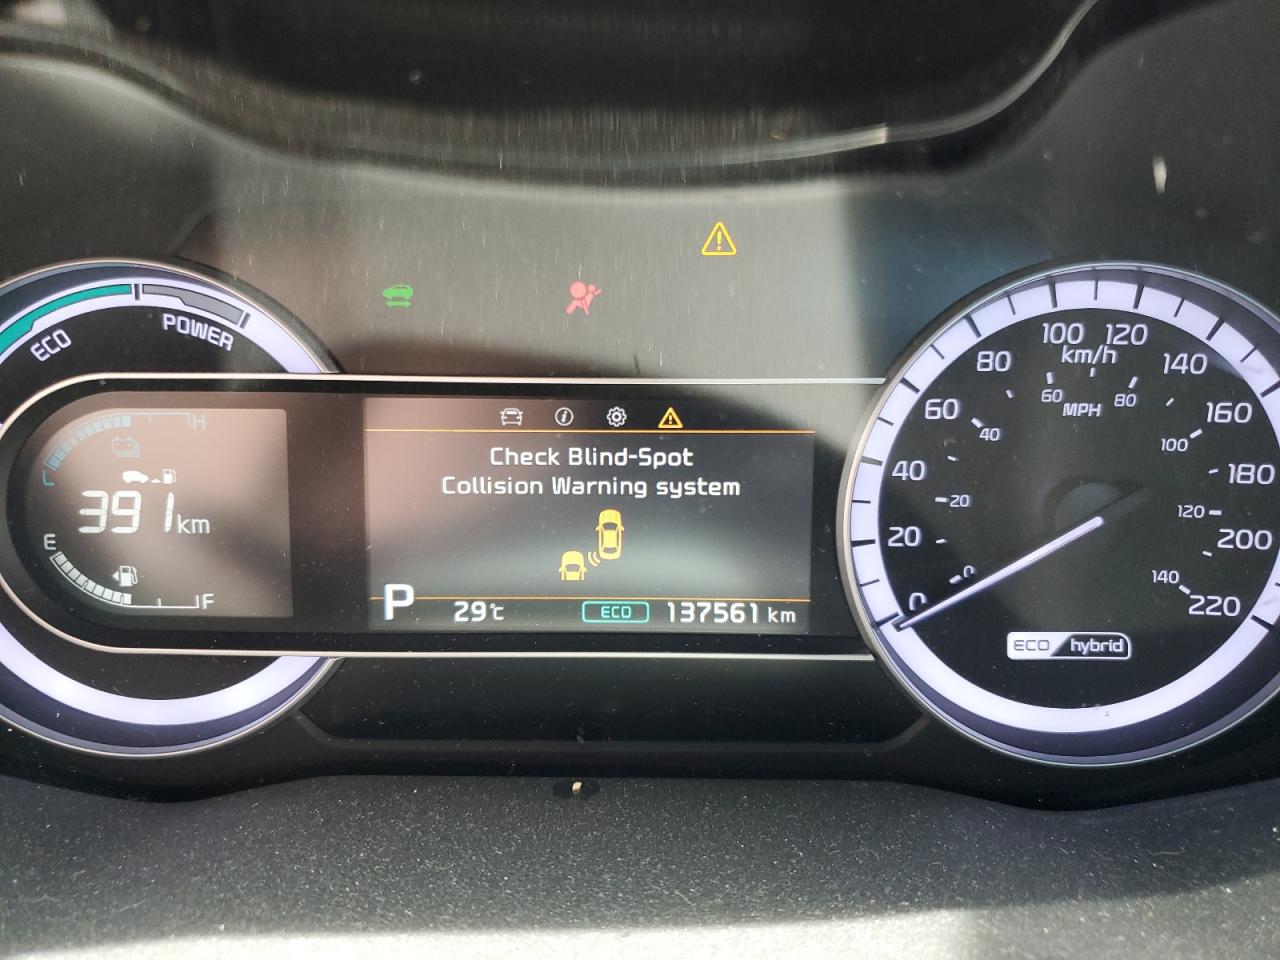 ECO
POWER
H
L
391 km
E
F
Check Blind-Spot
Collision Warning system
P
29°C
ECO
137561 km
0
20
40
60
80
100
120
140
160
180
200
220
km/h
0
20
40
60
80
100
120
140
MPH
ECO hybrid